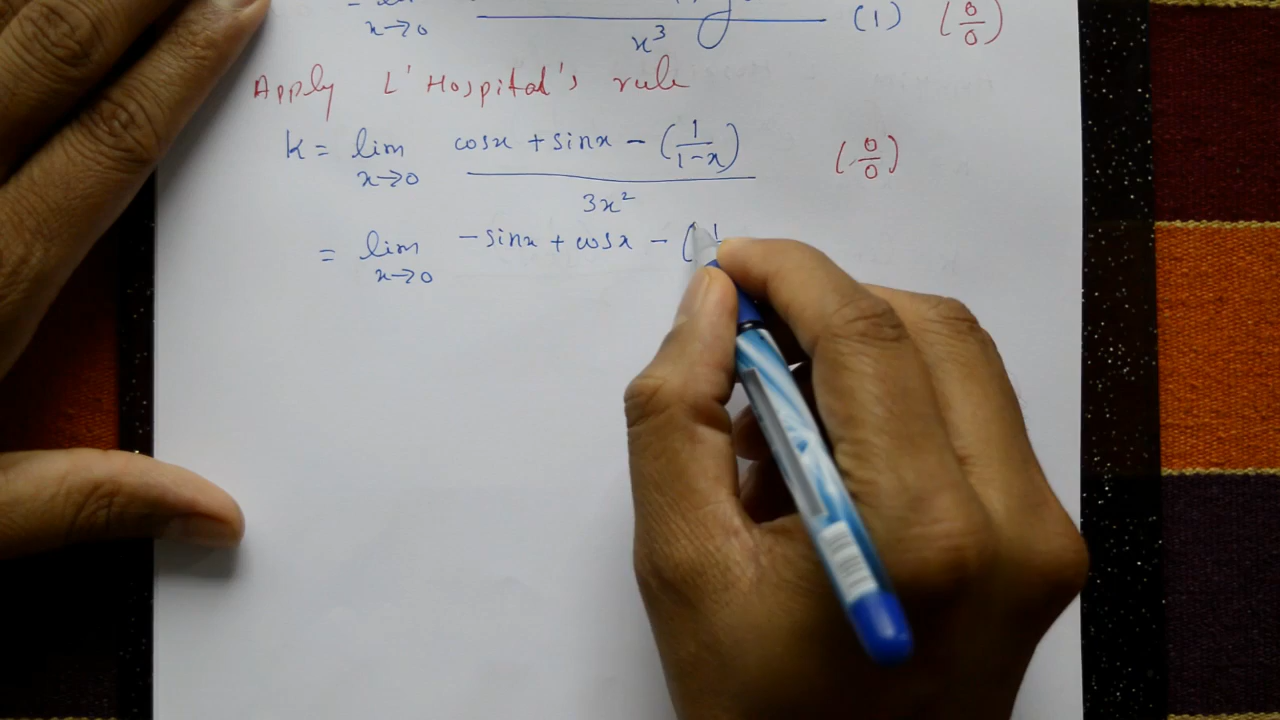 x→0 x³ (1) (0/0)
Apply L'Hospital's rule
K = lim x→0 cosx + sinx - (1/(1-x)) / 3x² (0/0)
= lim x→0 -sinx + cosx - (1